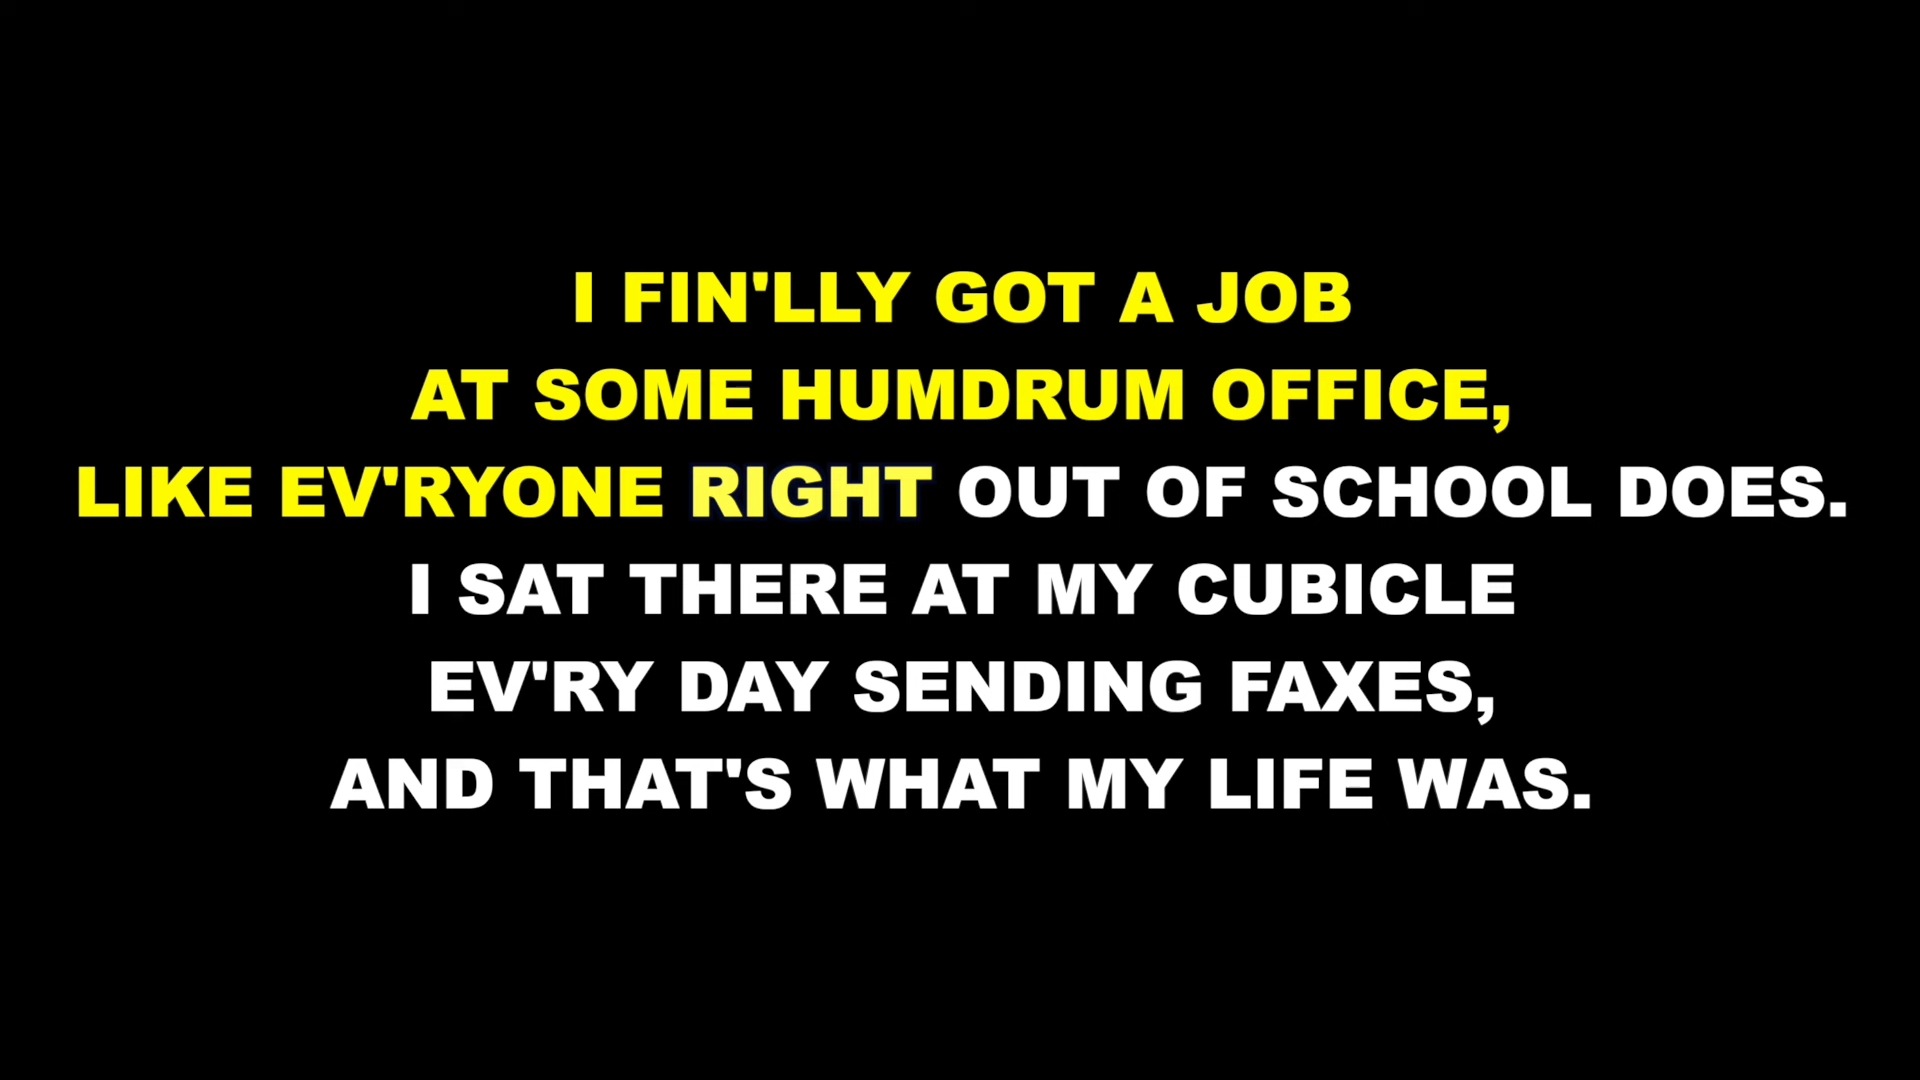 I FIN'LLY GOT A JOB
AT SOME HUMDRUM OFFICE,
LIKE EV'RYONE RIGHT OUT OF SCHOOL DOES.
I SAT THERE AT MY CUBICLE
EV'RY DAY SENDING FAXES,
AND THAT'S WHAT MY LIFE WAS.